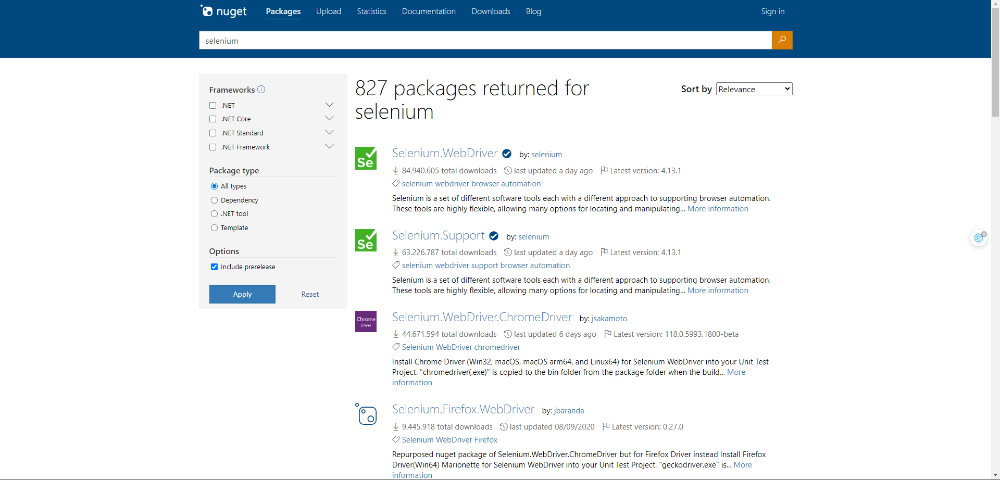 nuget Packages Upload Statistics Documentation Downloads Blog Sign in
selenium
Frameworks
.NET
.NET Core
.NET Standard
.NET Framework
Package type
All types
Dependency
.NET tool
Template
Options
Include prerelease
Apply Reset
827 packages returned for
selenium
Sort by Relevance
Se
Selenium.WebDriver by: selenium
84.940.605 total downloads last updated a day ago Latest version: 4.13.1
selenium webdriver browser automation
Selenium is a set of different software tools each with a different approach to supporting browser automation.
These tools are highly flexible, allowing many options for locating and manipulating... More information
Se
Selenium.Support by: selenium
63.226.787 total downloads last updated a day ago Latest version: 4.13.1
selenium webdriver support browser automation
Selenium is a set of different software tools each with a different approach to supporting browser automation.
These tools are highly flexible, allowing many options for locating and manipulating... More information
Chrome
Driver
Selenium.WebDriver.ChromeDriver by: jsakamoto
44.671.594 total downloads last updated 6 days ago Latest version: 118.0.5993.1800-beta
Selenium WebDriver chromedriver
Install Chrome Driver (Win32, macOS, macOS arm64, and Linux64) for Selenium WebDriver into your Unit Test
Project. "chromedriver(.exe)" is copied to the bin folder from the package folder when the build... More
information
Selenium.Firefox.WebDriver by: jbaranda
9.445.918 total downloads last updated 08/09/2020 Latest version: 0.27.0
Selenium WebDriver Firefox
Repurposed nuget package of Selenium.WebDriver.ChromeDriver but for Firefox Driver instead Install Firefox
Driver(Win64) Marionette for Selenium WebDriver into your Unit Test Project. "geckodriver.exe" is... More
information